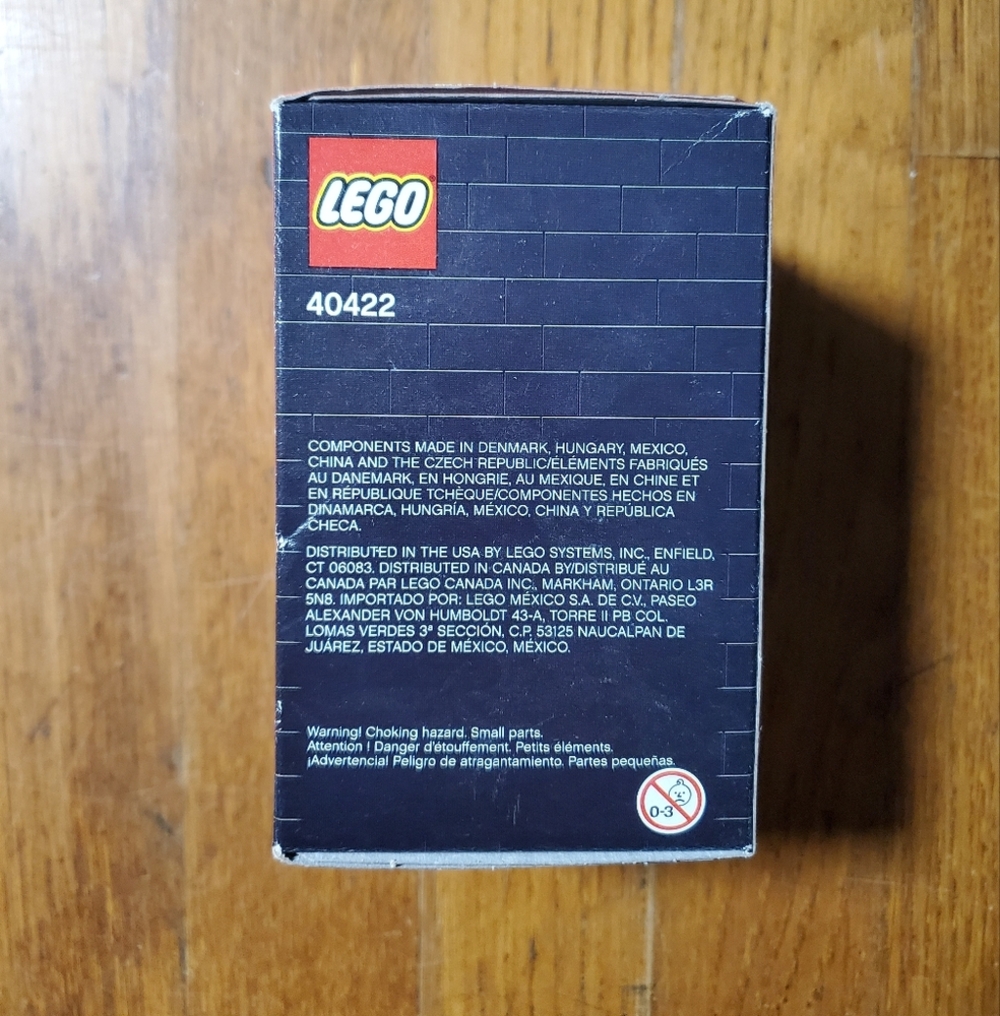 LEGO
40422
COMPONENTS MADE IN DENMARK, HUNGARY, MEXICO,
CHINA AND THE CZECH REPUBLIC/ÉLÉMENTS FABRIQUÉS
AU DANEMARK, EN HONGRIE, AU MEXIQUE, EN CHINE ET
EN RÉPUBLIQUE TCHÈQUE/COMPONENTES HECHOS EN
DINAMARCA, HUNGRÍA, MÉXICO, CHINA Y REPÚBLICA
CHECA.
DISTRIBUTED IN THE USA BY LEGO SYSTEMS, INC., ENFIELD,
CT 06083. DISTRIBUTED IN CANADA BY/DISTRIBUÉ AU
CANADA PAR LEGO CANADA INC., MARKHAM, ONTARIO L3R
5N8. IMPORTADO POR: LEGO MÉXICO S.A. DE C.V., PASEO
ALEXANDER VON HUMBOLDT 43-A, TORRE II PB COL.
LOMAS VERDES 3ª SECCIÓN, C.P. 53125 NAUCALPAN DE
JUÁREZ, ESTADO DE MÉXICO, MÉXICO.
Warning! Choking hazard. Small parts.
Attention ! Danger d'étouffement. Petits éléments.
¡Advertencia! Peligro de atragantamiento. Partes pequeñas.
0-3